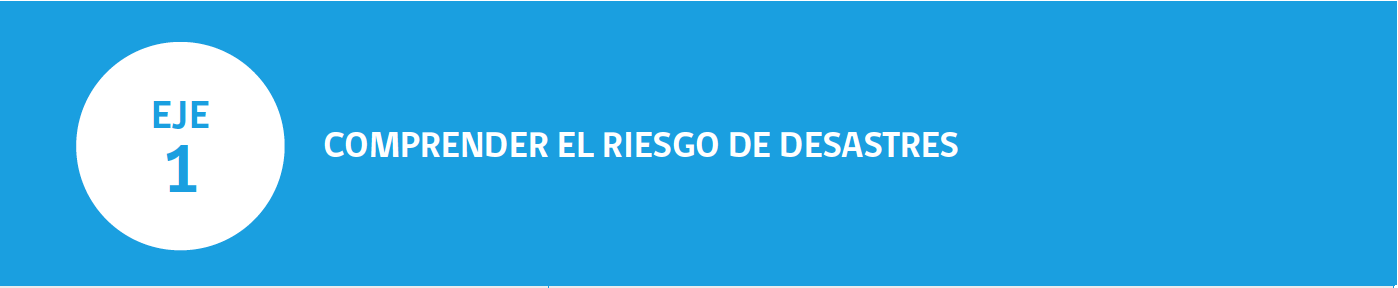 EJE
1
COMPRENDER EL RIESGO DE DESASTRES